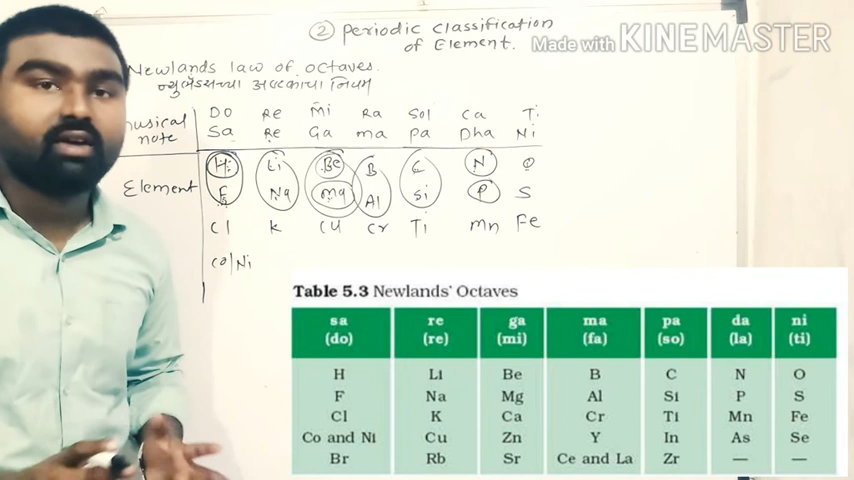 ② Periodic classification
of Element.
Made with KINEMASTER
Newlands law of octaves.
न्युलँडसच्या अष्टकाचा नियम
musical note
DO Re Mi Ra Sol Ca Ti
Sa Re Ga ma Pa Dha Ni
Element
H Li Be B C N O
F Na Mg Al Si P S
Cl K Cu Cr Ti mn Fe
Co/Ni
Table 5.3 Newlands' Octaves
sa re ga ma pa da ni
(do) (re) (mi) (fa) (so) (la) (ti)
H Li Be B C N O
F Na Mg Al Si P S
Cl K Ca Cr Ti Mn Fe
Co and Ni Cu Zn Y In As Se
Br Rb Sr Ce and La Zr — —